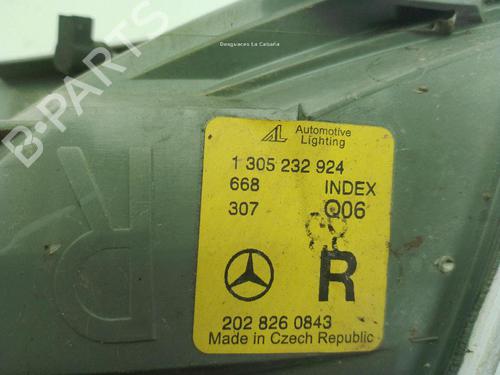 Desguaces La Cabaña
B-PARTS
AL Automotive
Lighting
1 305 232 924
668 INDEX
307 Q06
R
202 826 0843
Made in Czech Republic
R